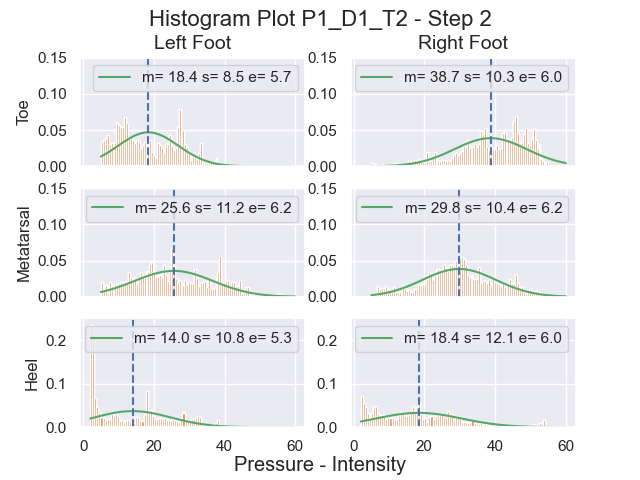 Histogram Plot P1_D1_T2 - Step 2
Left Foot
Right Foot
0.15
0.10
0.05
0.00
Toe
m= 18.4 s= 8.5 e= 5.7
0.15
0.10
0.05
0.00
m= 38.7 s= 10.3 e= 6.0
0.15
0.10
0.05
0.00
Metatarsal
m= 25.6 s= 11.2 e= 6.2
0.15
0.10
0.05
0.00
m= 29.8 s= 10.4 e= 6.2
0.2
0.1
0.0
Heel
m= 14.0 s= 10.8 e= 5.3
0 20 40 60
0.2
0.1
0.0
m= 18.4 s= 12.1 e= 6.0
0 20 40 60
Pressure - Intensity